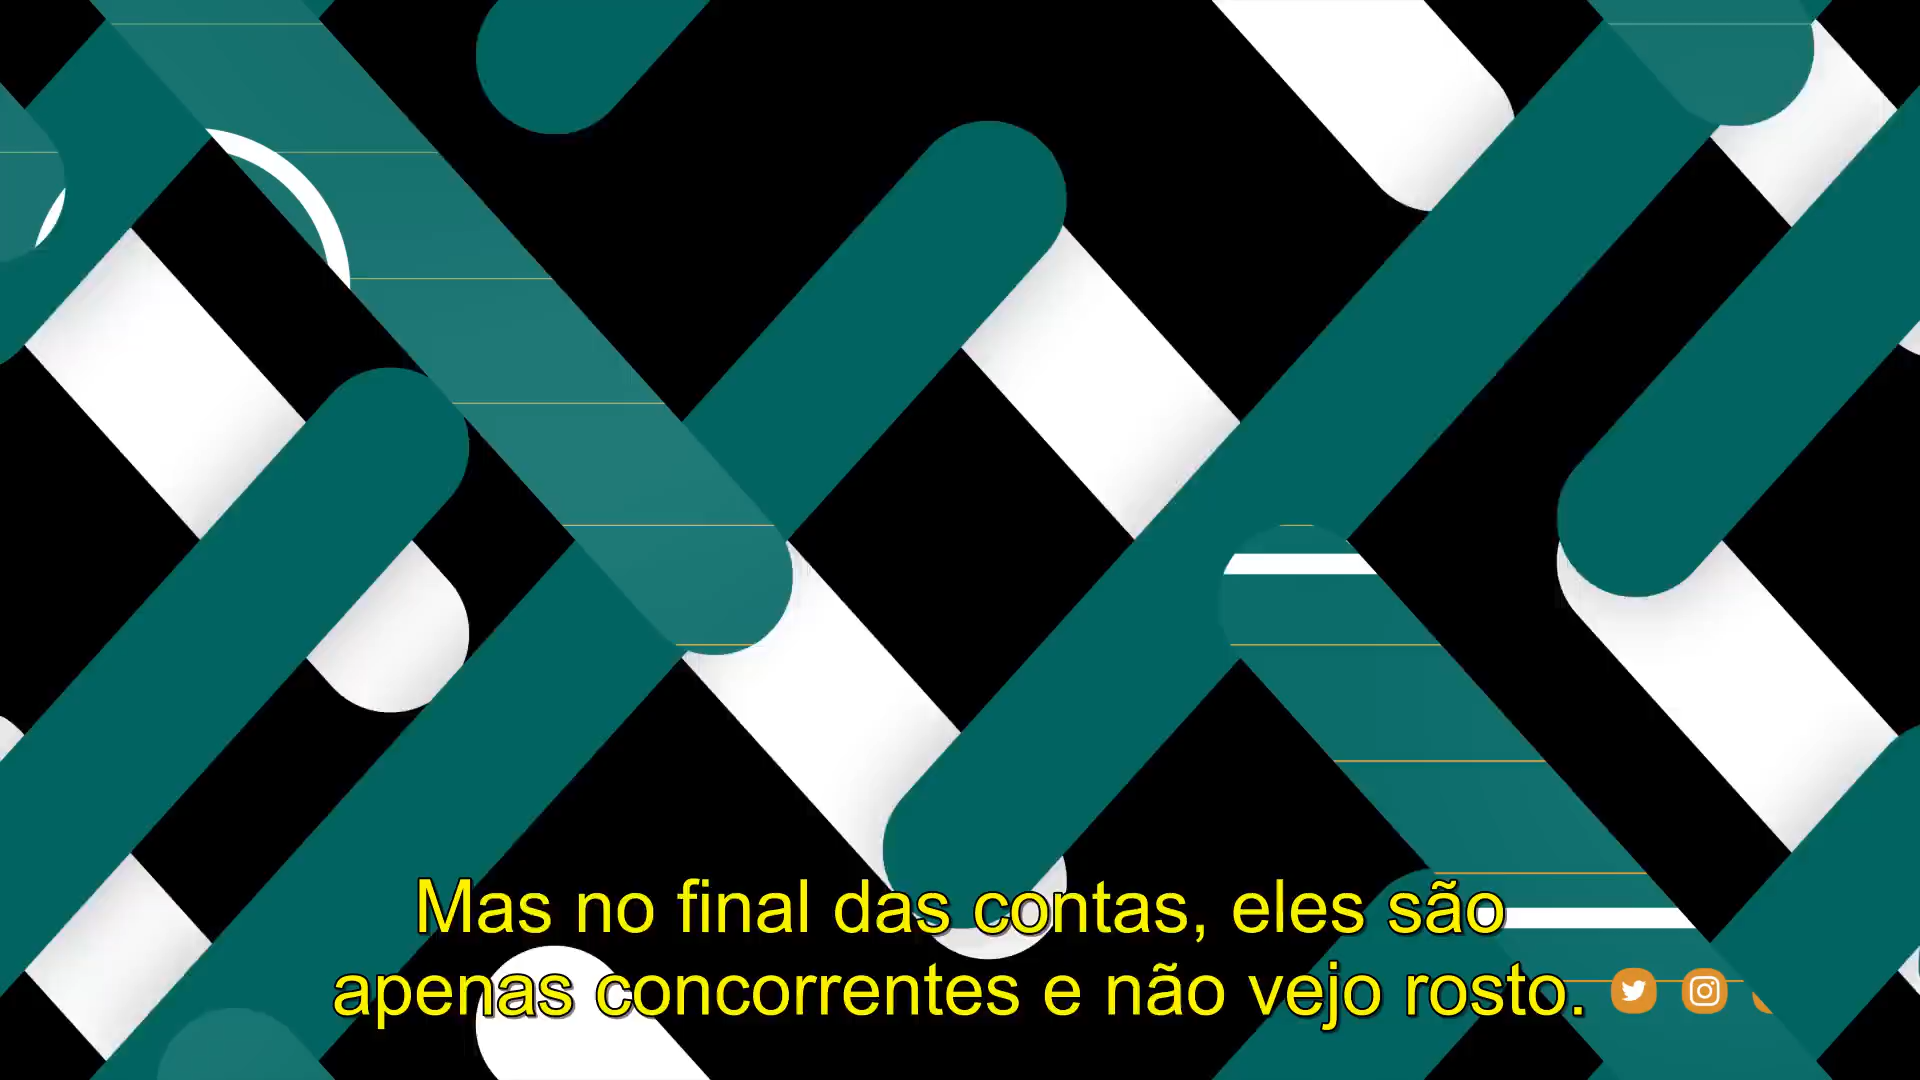 Mas no final das contas, eles são
apenas concorrentes e não vejo rosto.